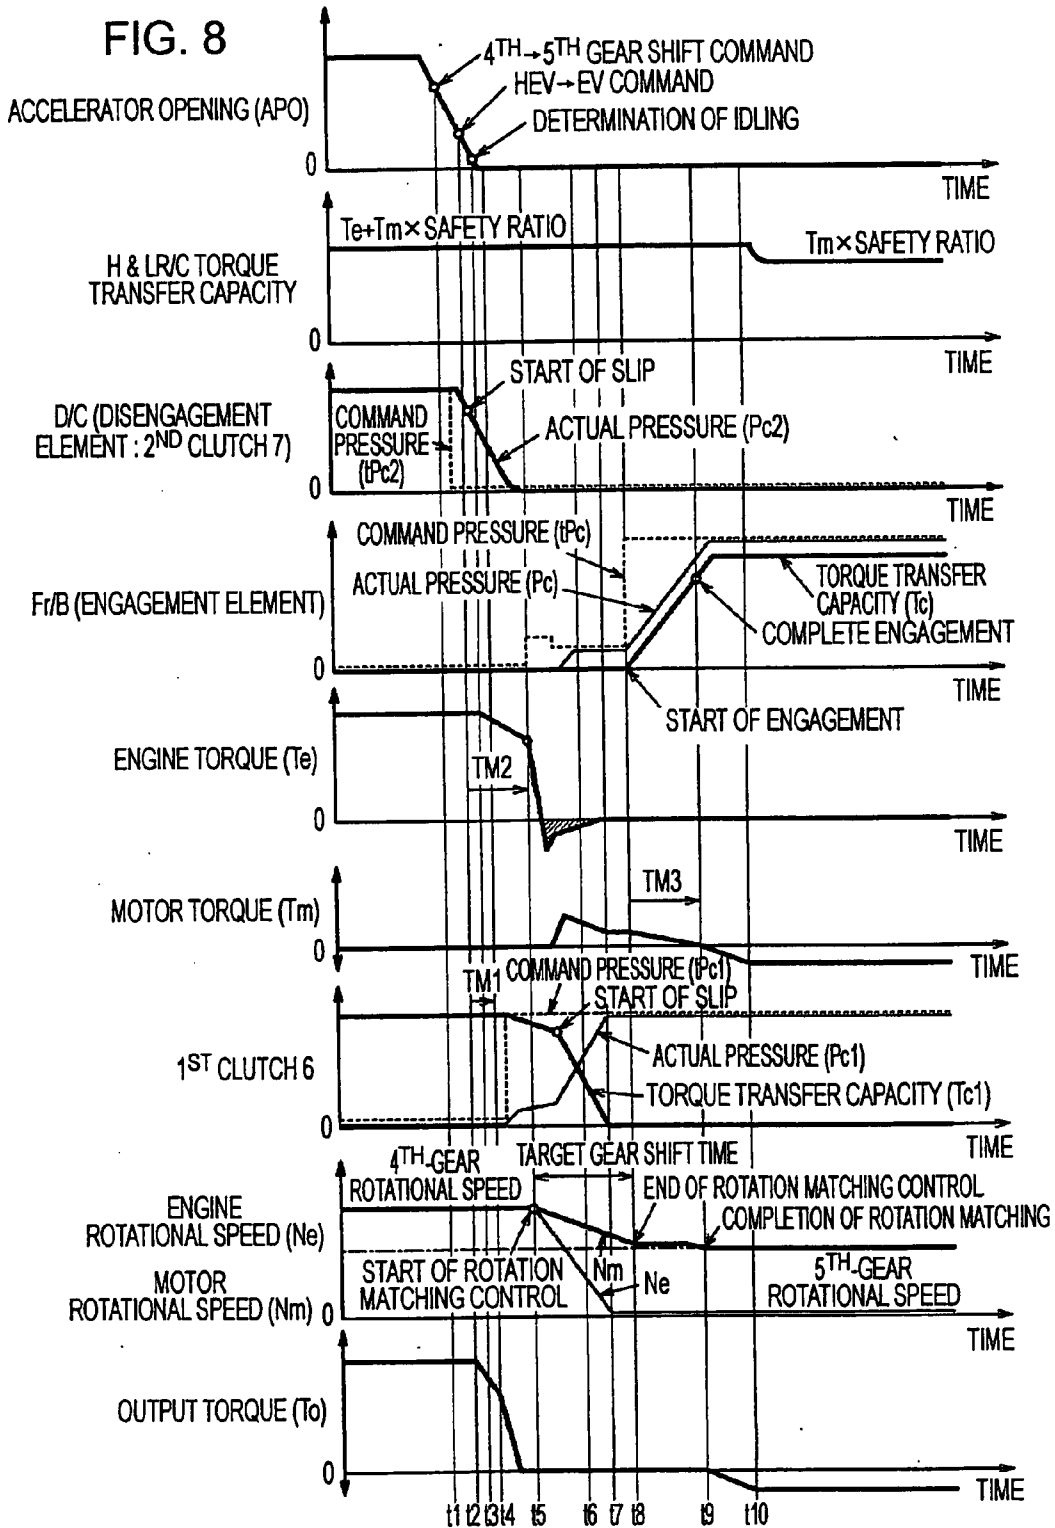 FIG. 8
4TH→5TH GEAR SHIFT COMMAND
HEV→EV COMMAND
DETERMINATION OF IDLING
ACCELERATOR OPENING (APO)
0
TIME
Te+Tm×SAFETY RATIO
Tm×SAFETY RATIO
H & LR/C TORQUE
TRANSFER CAPACITY
0
TIME
START OF SLIP
D/C (DISENGAGEMENT
ELEMENT : 2ND CLUTCH 7)
COMMAND
PRESSURE
(tPc2)
ACTUAL PRESSURE (Pc2)
0
TIME
COMMAND PRESSURE (tPc)
ACTUAL PRESSURE (Pc)
TORQUE TRANSFER
CAPACITY (Tc)
Fr/B (ENGAGEMENT ELEMENT)
COMPLETE ENGAGEMENT
0
TIME
START OF ENGAGEMENT
ENGINE TORQUE (Te)
TM2
0
TIME
TM3
MOTOR TORQUE (Tm)
0
TIME
TM1
COMMAND PRESSURE (tPc1)
START OF SLIP
1ST CLUTCH 6
ACTUAL PRESSURE (Pc1)
TORQUE TRANSFER CAPACITY (Tc1)
0
TIME
4TH-GEAR
ROTATIONAL SPEED
TARGET GEAR SHIFT TIME
END OF ROTATION MATCHING CONTROL
COMPLETION OF ROTATION MATCHING
ENGINE
ROTATIONAL SPEED (Ne)
MOTOR
ROTATIONAL SPEED (Nm)
START OF ROTATION
MATCHING CONTROL
Nm
Ne
5TH-GEAR
ROTATIONAL SPEED
0
TIME
OUTPUT TORQUE (To)
0
TIME
t1 t2 t3 t4 t5 t6 t7 t8 t9 t10